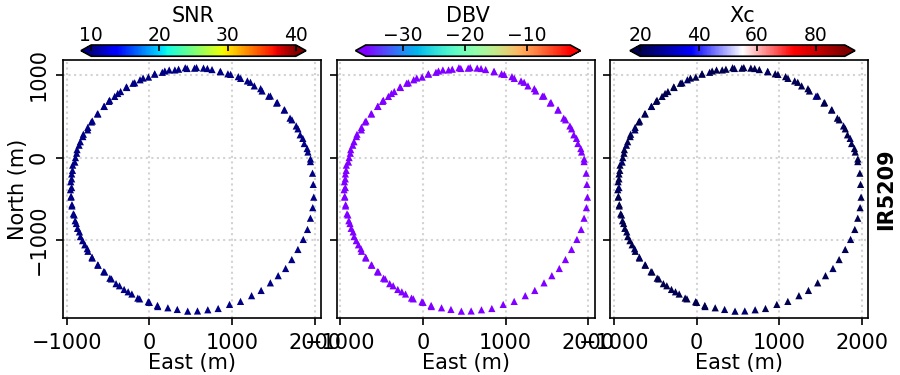 SNR DBV Xc
10 20 30 40 −30 −20 −10 20 40 60 80
1000
0
−1000
North (m)
IR5209
−1000 0 1000 2000 −1000 0 1000 2000 −1000 0 1000 2000
East (m) East (m) East (m)